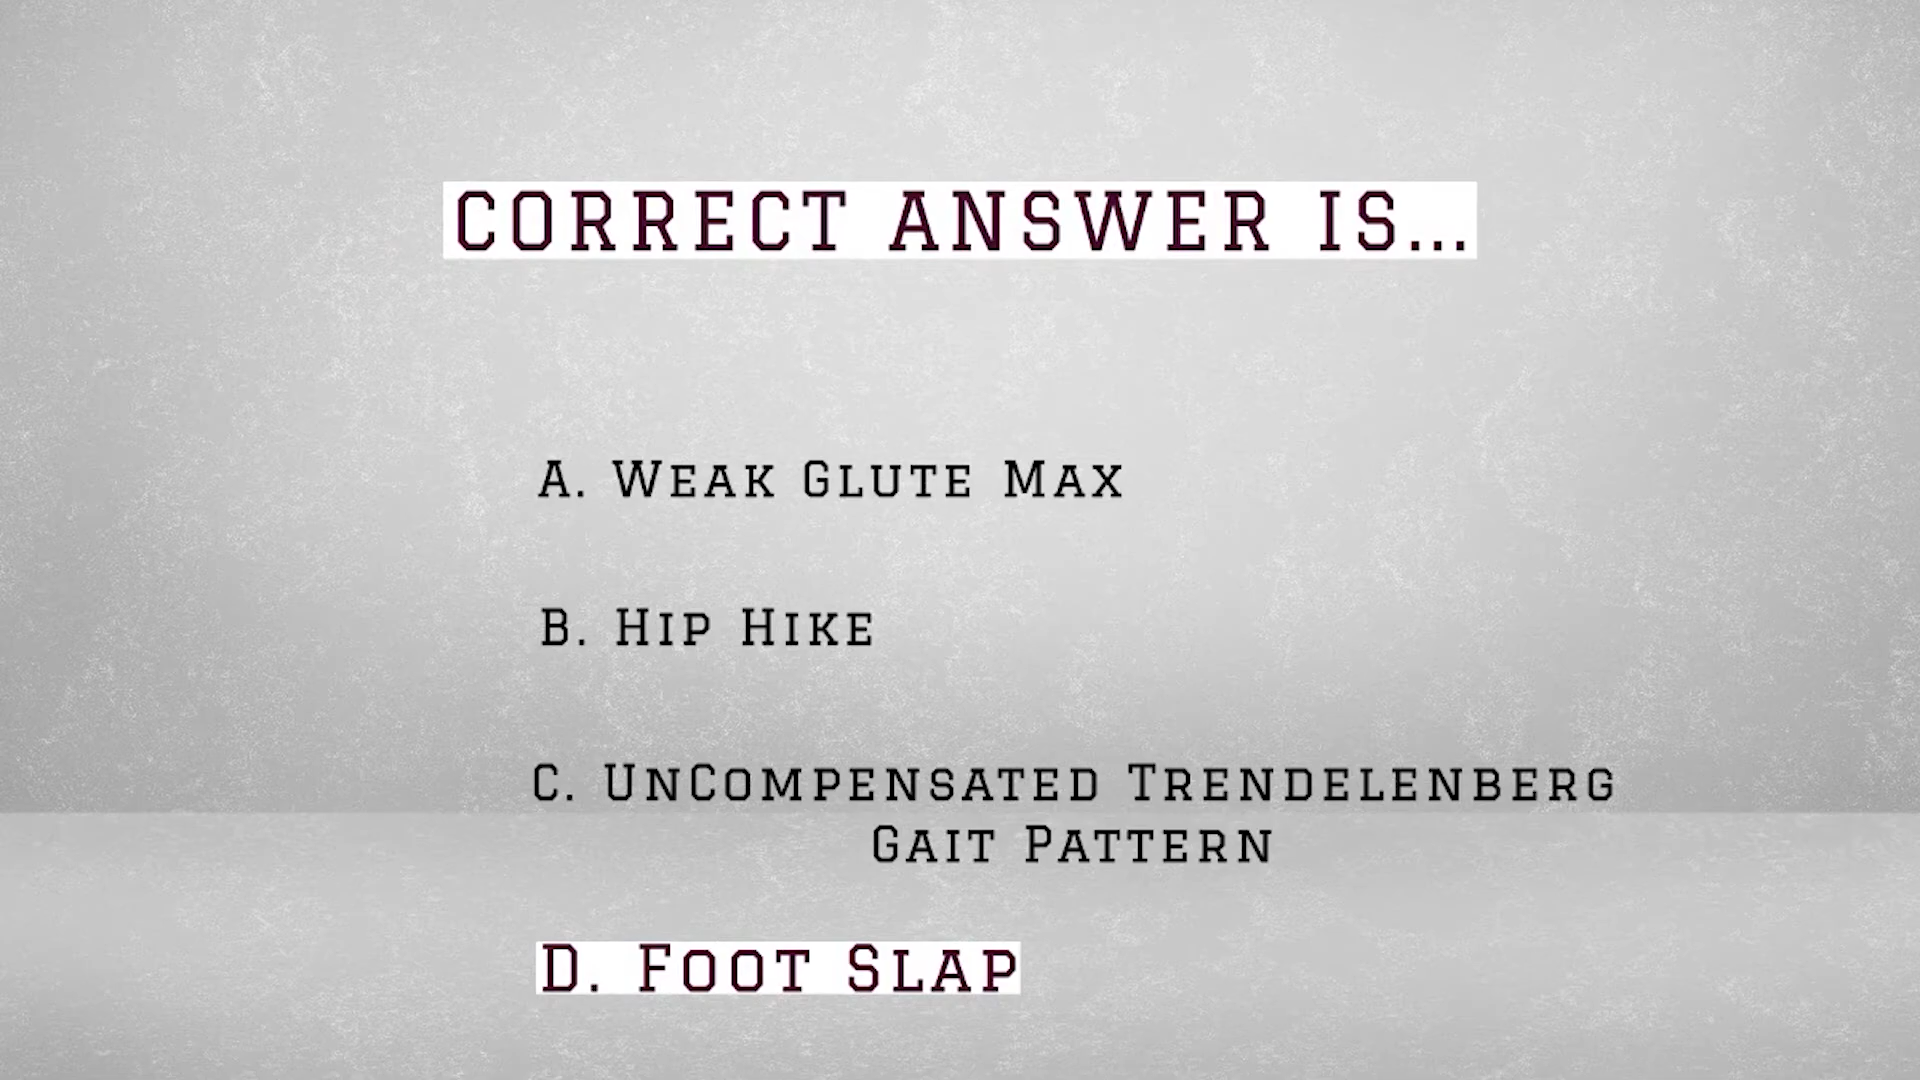 CORRECT ANSWER IS...
A. WEAK GLUTE MAX
B. HIP HIKE
C. UNCOMPENSATED TRENDELENBERG
GAIT PATTERN
D. FOOT SLAP